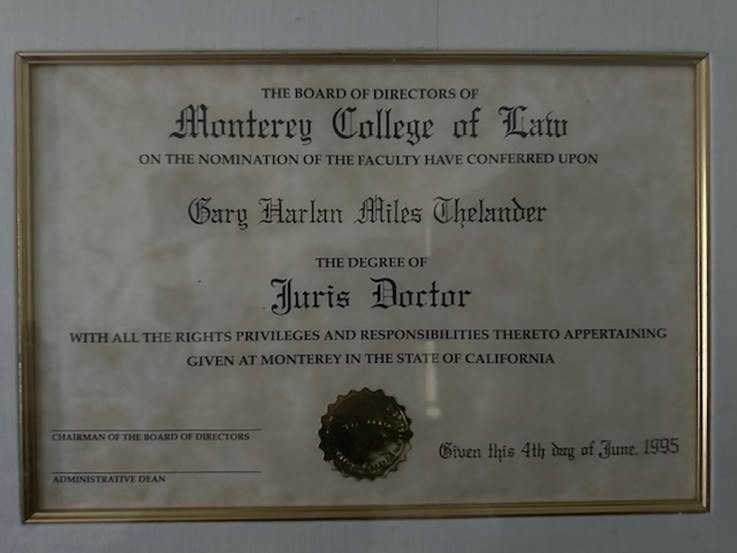 THE BOARD OF DIRECTORS OF
Monterey College of Law
ON THE NOMINATION OF THE FACULTY HAVE CONFERRED UPON
Gary Harlan Miles Thelander
THE DEGREE OF
Juris Doctor
WITH ALL THE RIGHTS PRIVILEGES AND RESPONSIBILITIES THERETO APPERTAINING
GIVEN AT MONTEREY IN THE STATE OF CALIFORNIA
CHAIRMAN OF THE BOARD OF DIRECTORS
Given this 4th day of June, 1995
ADMINISTRATIVE DEAN